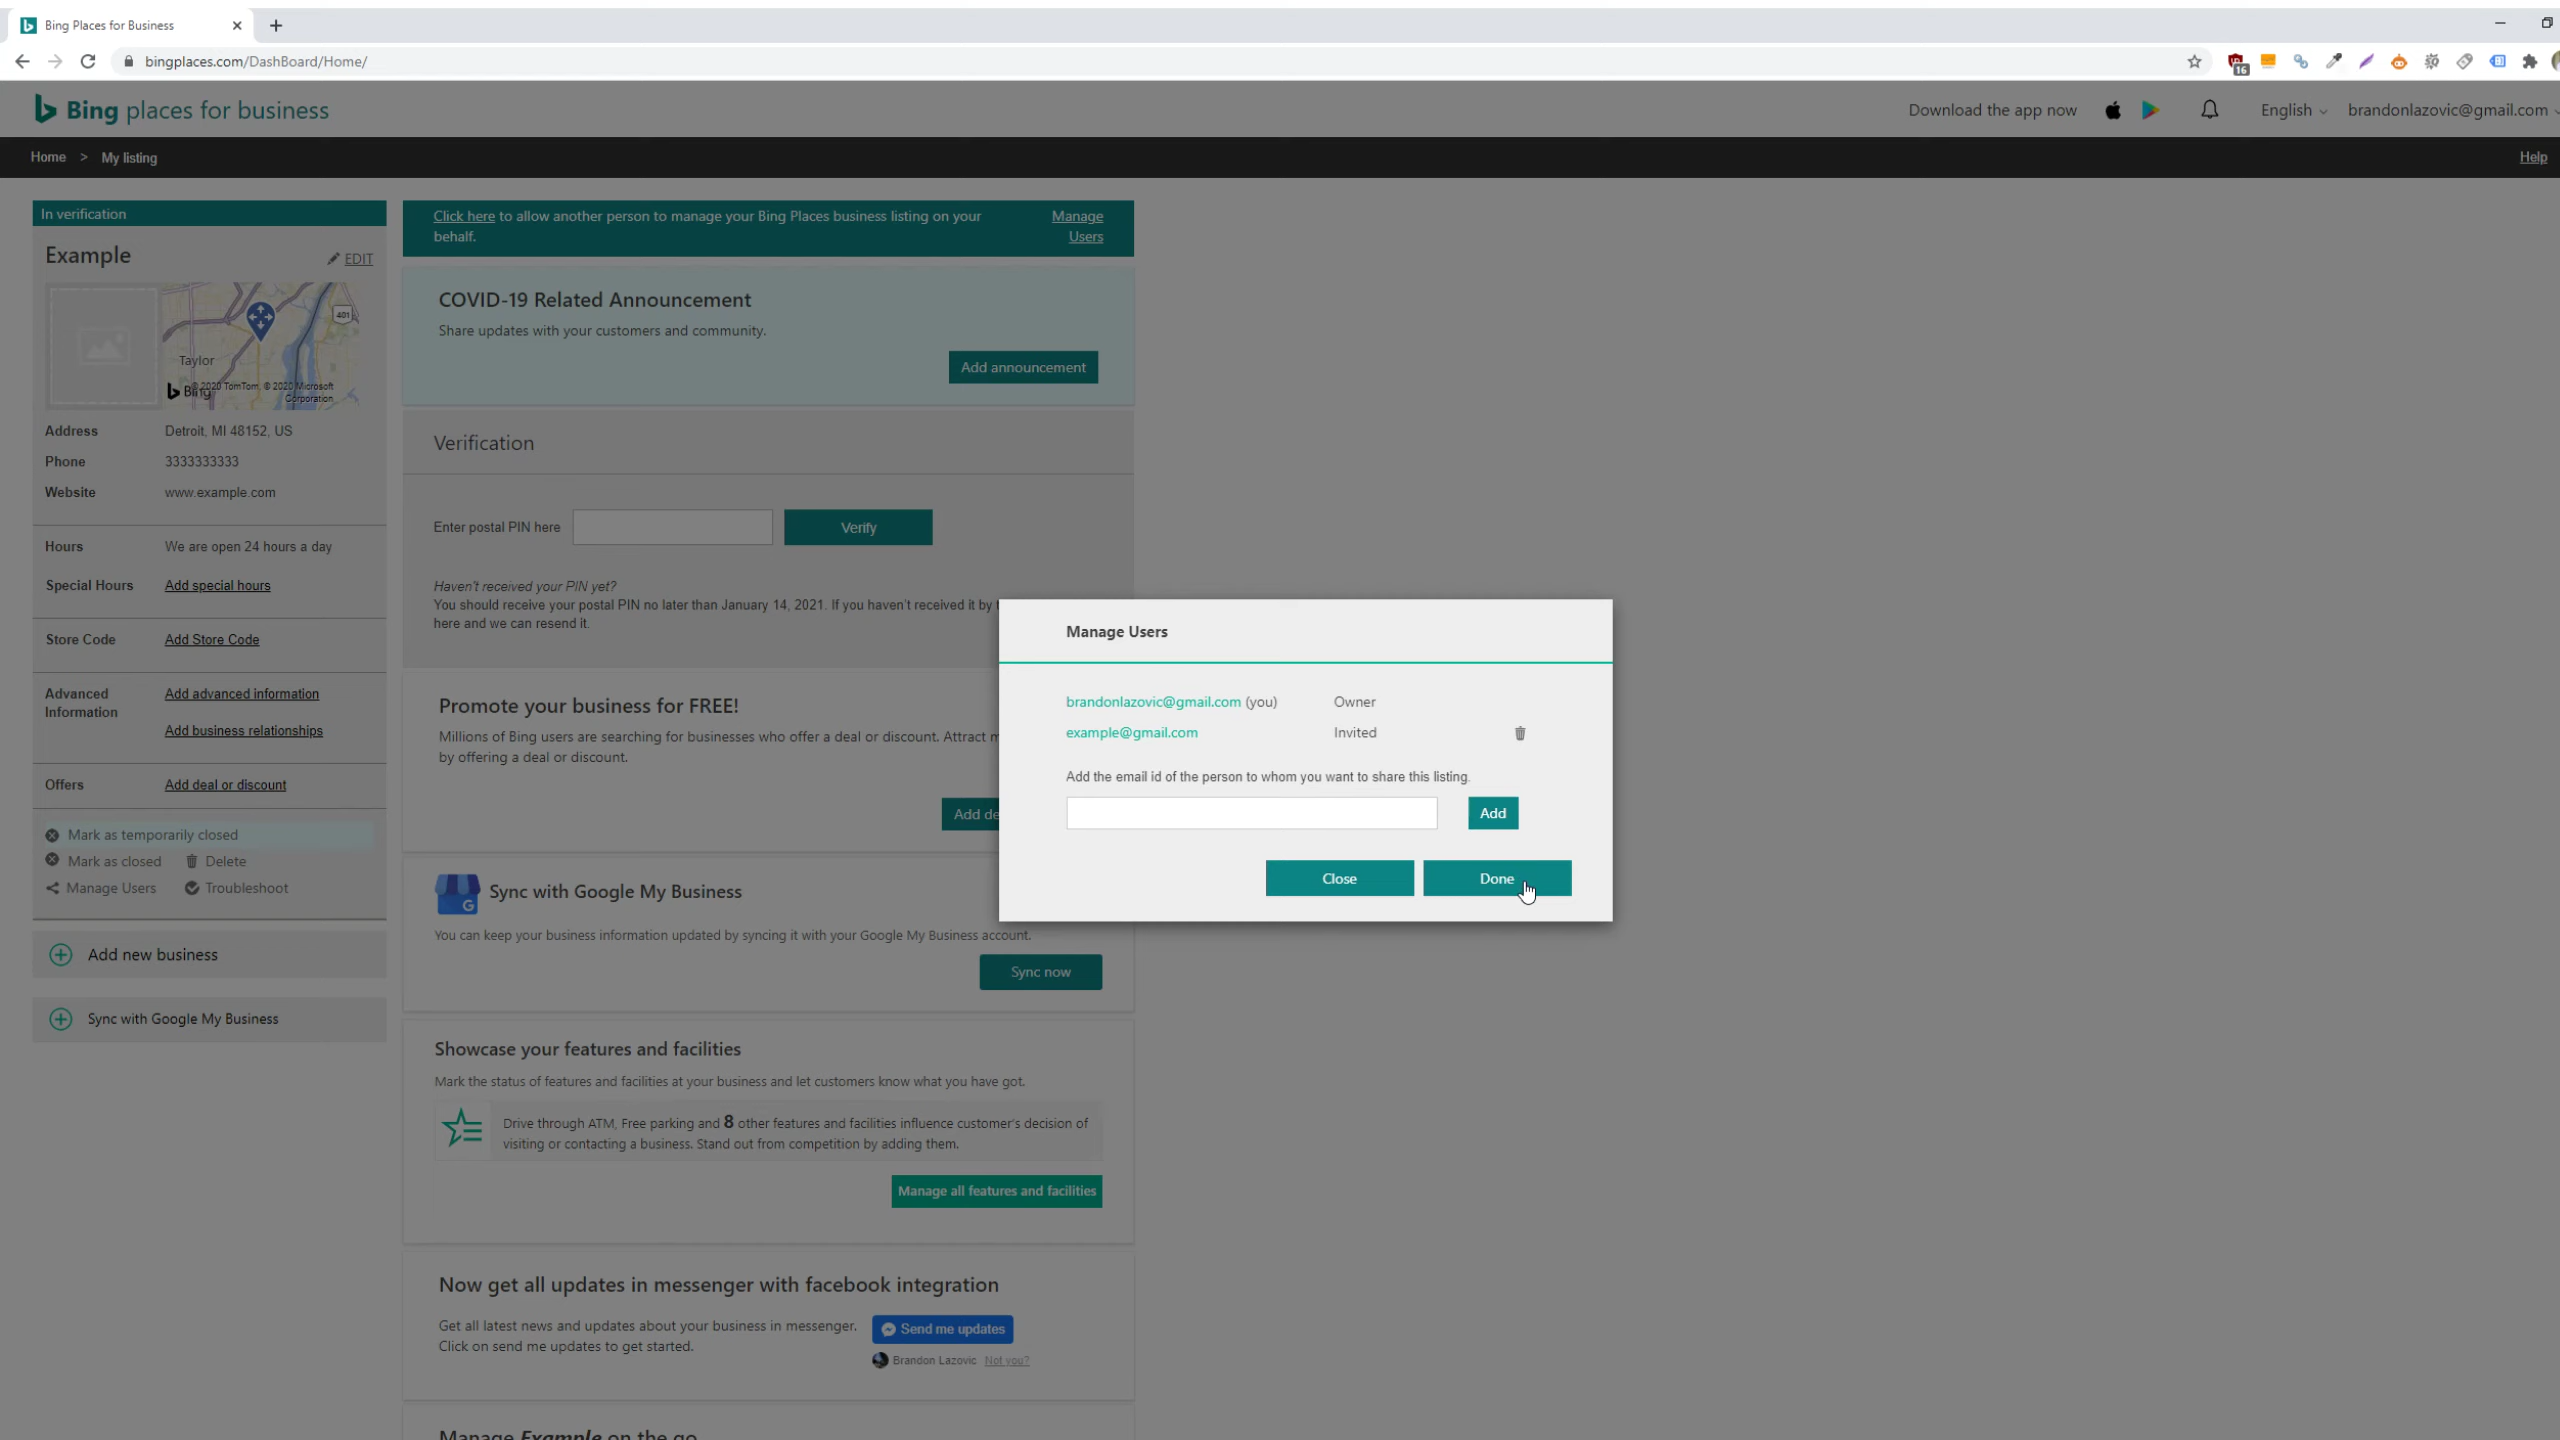 Bing Places for Business
bingplaces.com/DashBoard/Home/
16
Bing places for business
Download the app now
English
brandonlazovic@gmail.com
Home > My listing
Help
In verification
Example
EDIT
401
Taylor
Bing
© 2020 TomTom, © 2020 Microsoft
Corporation
Address Detroit, MI 48152, US
Phone 3333333333
Website www.example.com
Hours We are open 24 hours a day
Special Hours Add special hours
Store Code Add Store Code
Advanced Add advanced information
Information
Add business relationships
Offers Add deal or discount
Mark as temporarily closed
Mark as closed Delete
Manage Users Troubleshoot
Add new business
Sync with Google My Business
Click here to allow another person to manage your Bing Places business listing on your
behalf.
Manage
Users
COVID-19 Related Announcement
Share updates with your customers and community.
Add announcement
Verification
Enter postal PIN here
Verify
Haven't received your PIN yet?
You should receive your postal PIN no later than January 14, 2021. If you haven't received it by
here and we can resend it.
Promote your business for FREE!
Millions of Bing users are searching for businesses who offer a deal or discount. Attract
by offering a deal or discount.
Add
Sync with Google My Business
G
You can keep your business information updated by syncing it with your Google My Business account.
Sync now
Showcase your features and facilities
Mark the status of features and facilities at your business and let customers know what you have got.
Drive through ATM, Free parking and 8 other features and facilities influence customer's decision of
visiting or contacting a business. Stand out from competition by adding them.
Manage all features and facilities
Now get all updates in messenger with facebook integration
Get all latest news and updates about your business in messenger.
Click on send me updates to get started.
Send me updates
Brandon Lazovic Not you?
Manage Example on the go
Manage Users
brandonlazovic@gmail.com (you) Owner
example@gmail.com Invited
Add the email id of the person to whom you want to share this listing.
Add
Close
Done